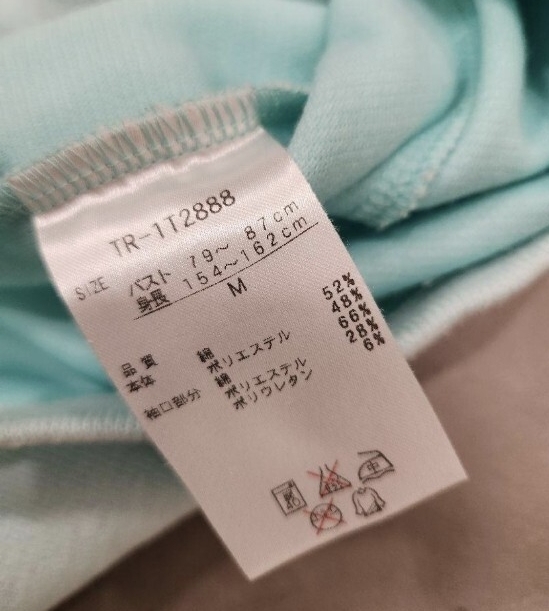 TR-1T2888
SIZE バスト 79～ 87cm
身長 154～162cm
M
品質
本体 綿 52%
ポリエステル 48%
袖口部分 綿 66%
ポリエステル 28%
ポリウレタン 6%
中